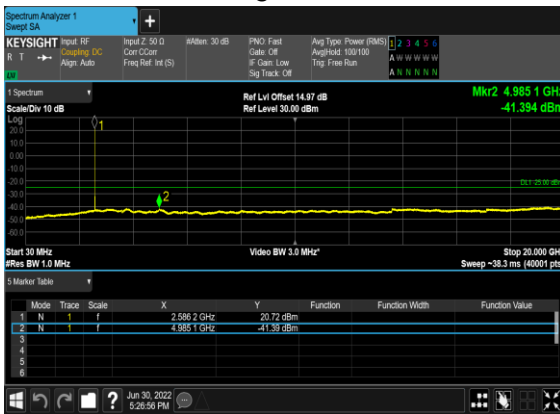 Spectrum Analyzer 1
Swept SA
+
KEYSIGHT Input: RF Input Z: 50 Ω #Atten: 30 dB PNO: Fast Avg Type: Power (RMS) 1 2 3 4 5 6
R T Coupling: DC Corr CCorr Gate: Off Avg|Hold: 100/100 A W W W W W
Align: Auto Freq Ref: Int (S) IF Gain: Low Trig: Free Run
LV Sig Track: Off A N N N N N
1 Spectrum Ref Lvl Offset 14.97 dB Mkr2 4.985 1 GHz
Scale/Div 10 dB Ref Level 30.00 dBm -41.394 dBm
Log
20.0
10.0
0.00
-10.0
-20.0
-30.0
-40.0
-50.0
-60.0
1
2
DL1 -25.00 dBm
Start 30 MHz Video BW 3.0 MHz* Stop 20.000 GHz
#Res BW 1.0 MHz Sweep ~38.3 ms (40001 pts)
5 Marker Table
Mode Trace Scale X Y Function Function Width Function Value
1 N 1 f 2.586 2 GHz 20.72 dBm
2 N 1 f 4.985 1 GHz -41.39 dBm
3
4
5
6
? Jun 30, 2022
5:26:56 PM